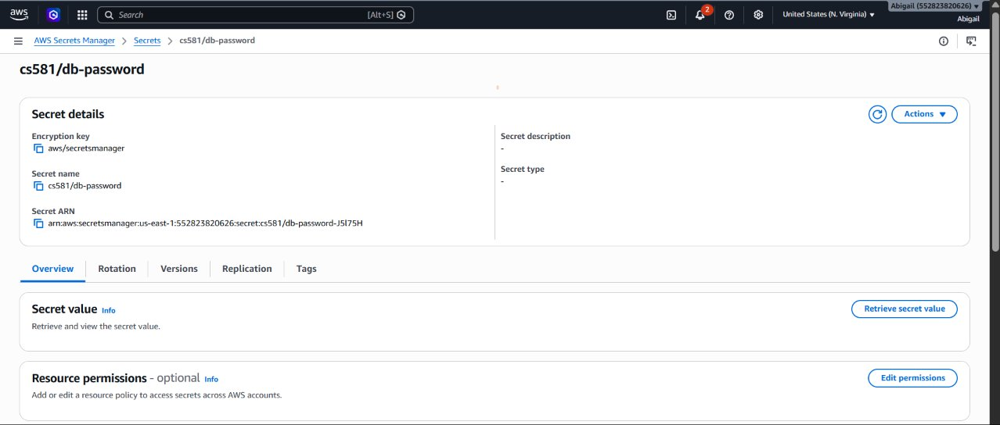 aws
Search
[Alt+S]
2
United States (N. Virginia)
Abigail (552823820626)
Abigail
AWS Secrets Manager
Secrets
cs581/db-password
cs581/db-password
Secret details
Actions
Encryption key
aws/secretsmanager
Secret description
-
Secret name
cs581/db-password
Secret type
-
Secret ARN
arn:aws:secretsmanager:us-east-1:552823820626:secret:cs581/db-password-J5l75H
Overview
Rotation
Versions
Replication
Tags
Secret value Info
Retrieve secret value
Retrieve and view the secret value.
Resource permissions - optional Info
Edit permissions
Add or edit a resource policy to access secrets across AWS accounts.